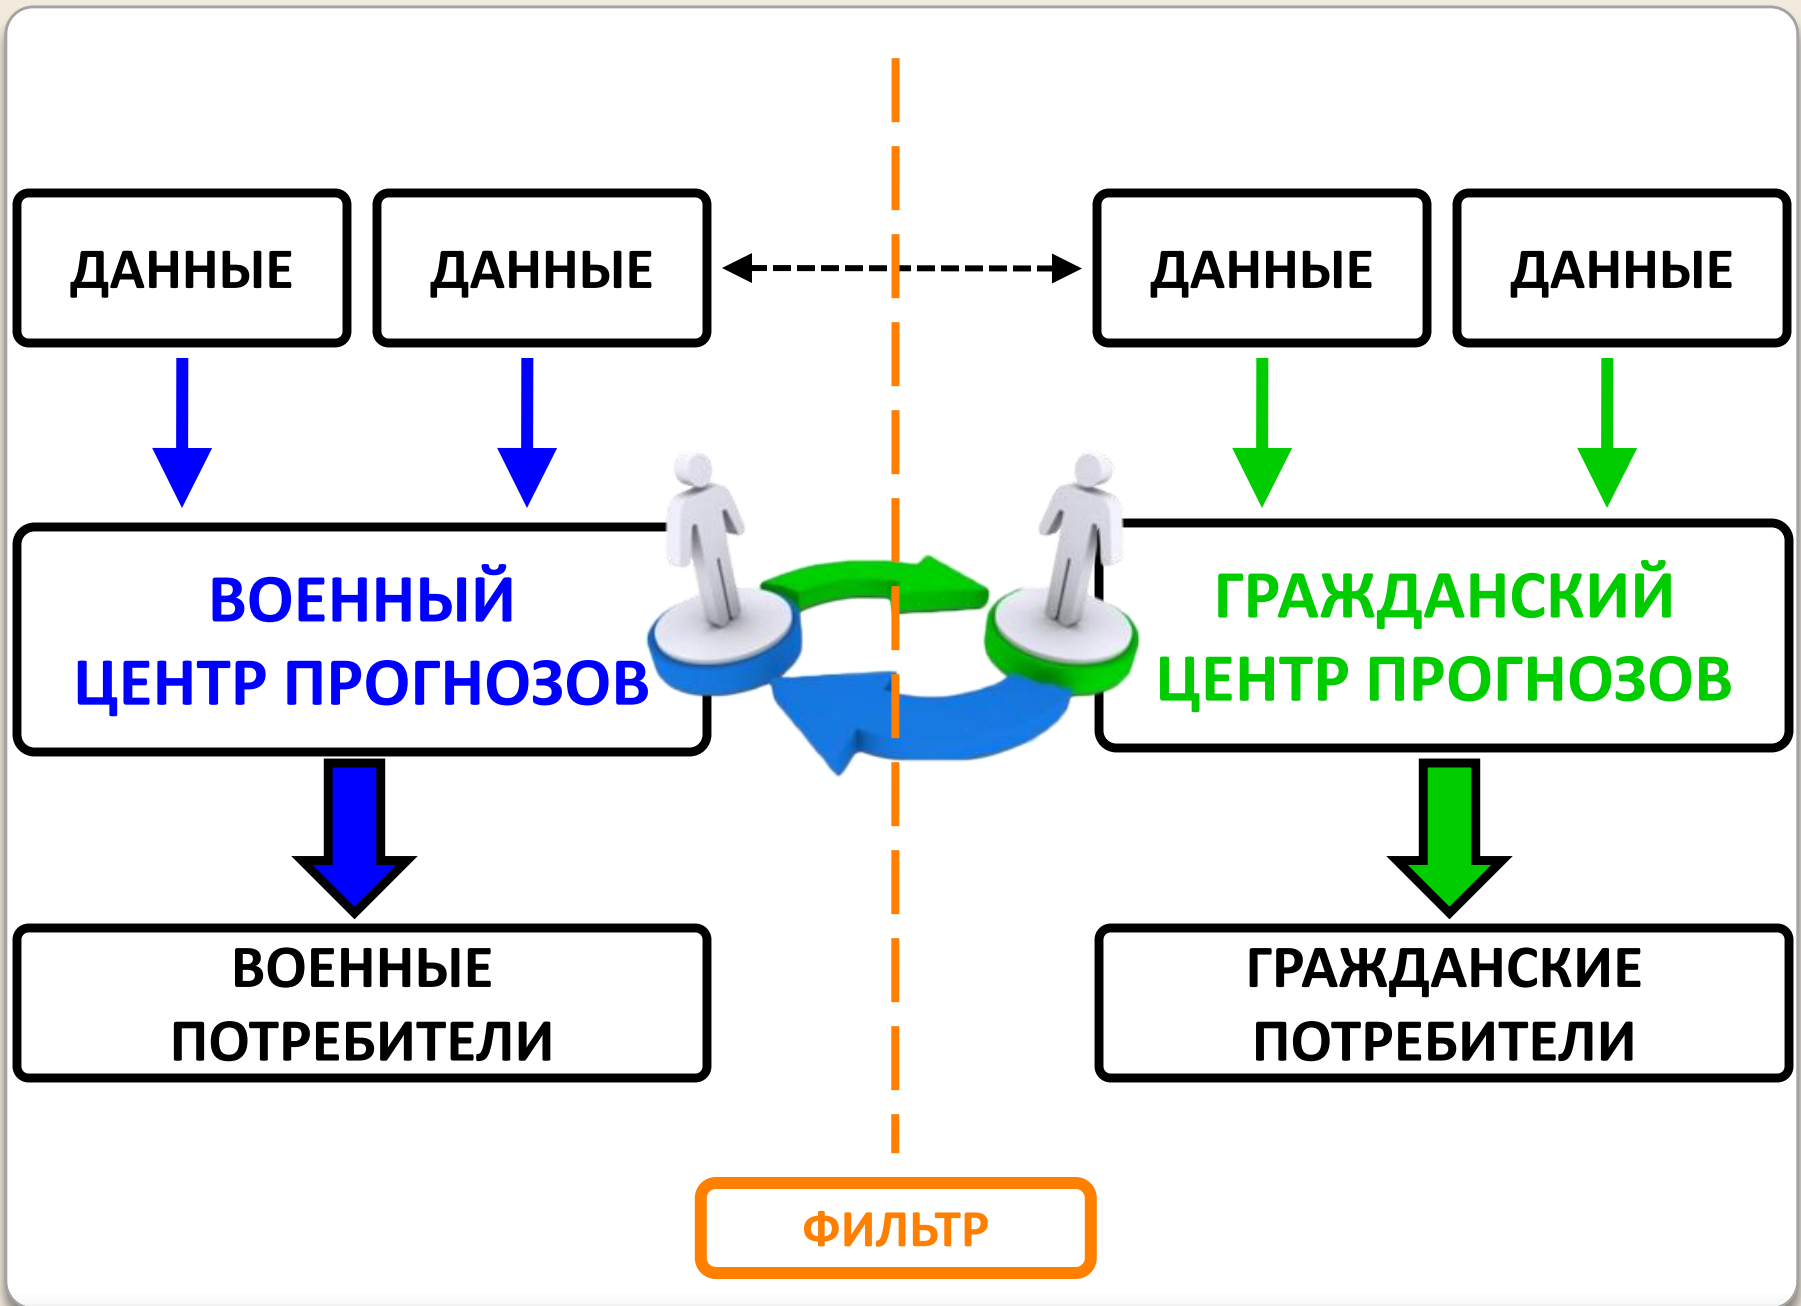 ДАННЫЕ
ДАННЫЕ
ДАННЫЕ
ДАННЫЕ
ВОЕННЫЙ
ЦЕНТР ПРОГНОЗОВ
ГРАЖДАНСКИЙ
ЦЕНТР ПРОГНОЗОВ
ВОЕННЫЕ
ПОТРЕБИТЕЛИ
ГРАЖДАНСКИЕ
ПОТРЕБИТЕЛИ
ФИЛЬТР